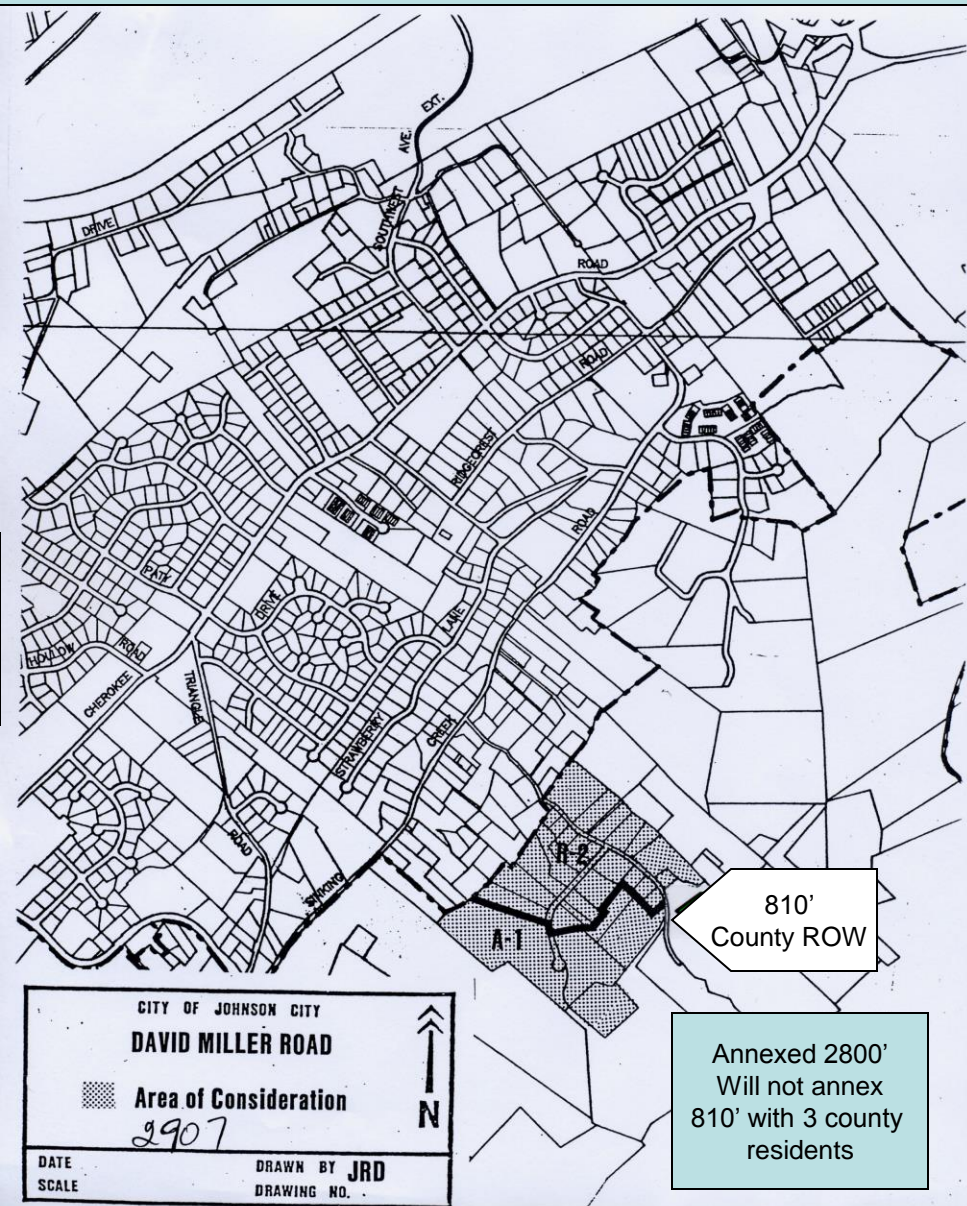 AVE. EXT.
SOUTHWEST
DRIVE
ROAD
ROAD
RIDGECREST
ROAD
PATY
DRIVE
LANE
HOLLOW
ROAD
CHEROKEE
TRIANGLE
STRAWBERRY
CREEK
ROAD
SINKING
R-2
A-1
810’
County ROW
CITY OF JOHNSON CITY
DAVID MILLER ROAD
Area of Consideration
2907
N
DATE
SCALE
DRAWN BY JRD
DRAWING NO.
Annexed 2800’
Will not annex
810’ with 3 county
residents